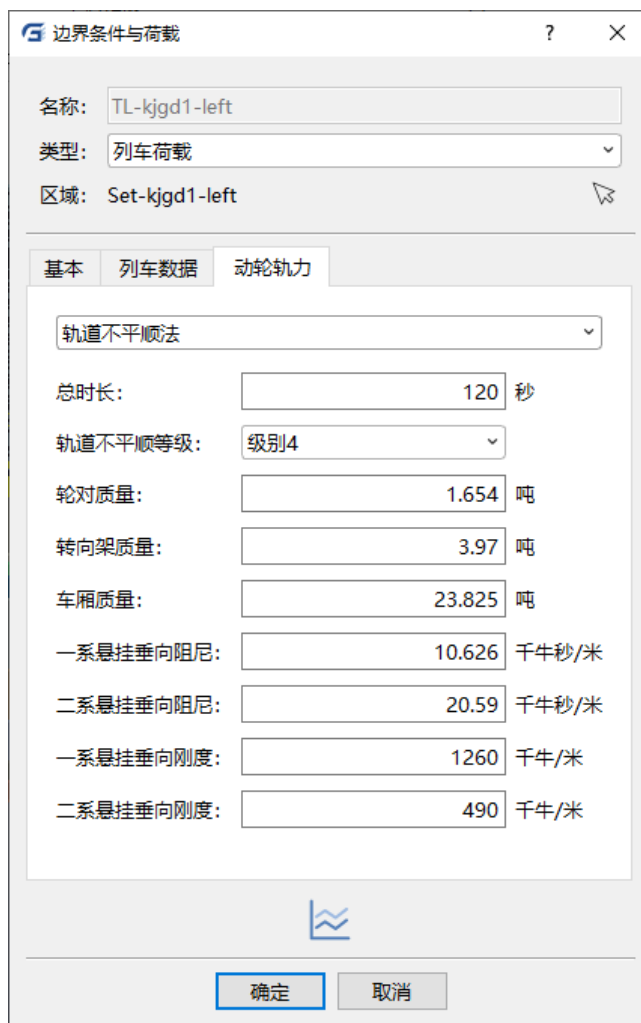 边界条件与荷载
名称: TL-kjgd1-left
类型: 列车荷载
区域: Set-kjgd1-left
基本 列车数据 动轮轨力
轨道不平顺法
总时长: 120 秒
轨道不平顺等级: 级别4
轮对质量: 1.654 吨
转向架质量: 3.97 吨
车厢质量: 23.825 吨
一系悬挂垂向阻尼: 10.626 千牛秒/米
二系悬挂垂向阻尼: 20.59 千牛秒/米
一系悬挂垂向刚度: 1260 千牛/米
二系悬挂垂向刚度: 490 千牛/米
确定 取消